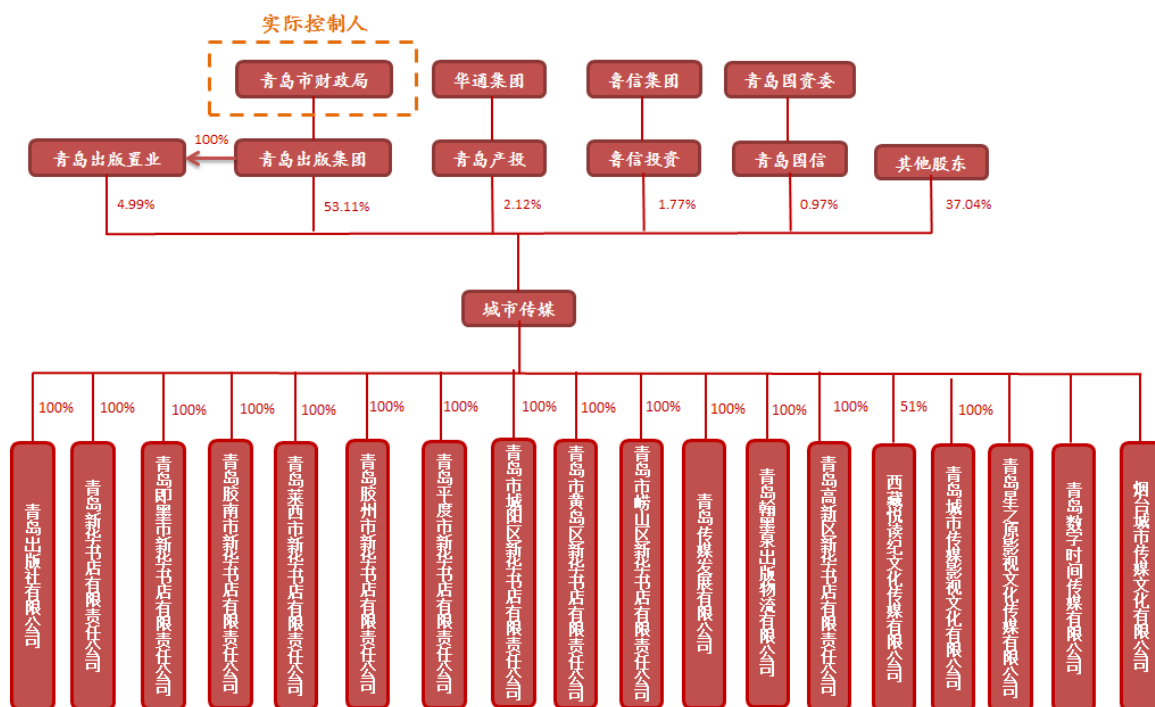 实际控制人
青岛市财政局
华通集团
鲁信集团
青岛国资委
青岛出版置业
100%
青岛出版集团
青岛产投
鲁信投资
青岛国信
其他股东
4.99%
53.11%
2.12%
1.77%
0.97%
37.04%
城市传媒
100%
100%
100%
100%
100%
100%
100%
100%
100%
100%
100%
100%
100%
51%
100%
青岛出版社有限公司
青岛新华书店有限责任公司
青岛即墨市新华书店有限责任公司
青岛胶南市新华书店有限责任公司
青岛莱西市新华书店有限责任公司
青岛胶州市新华书店有限责任公司
青岛平度市新华书店有限责任公司
青岛市城阳区新华书店有限责任公司
青岛市黄岛区新华书店有限责任公司
青岛市崂山区新华书店有限责任公司
青岛传媒发展有限公司
青岛翰墨泉出版物流有限公司
青岛高新区新华书店有限责任公司
西藏悦读纪文化传媒有限公司
青岛城市传媒影视文化有限公司
青岛星之原影视文化传媒有限公司
青岛数字时间传媒有限公司
烟台城市传媒文化有限公司